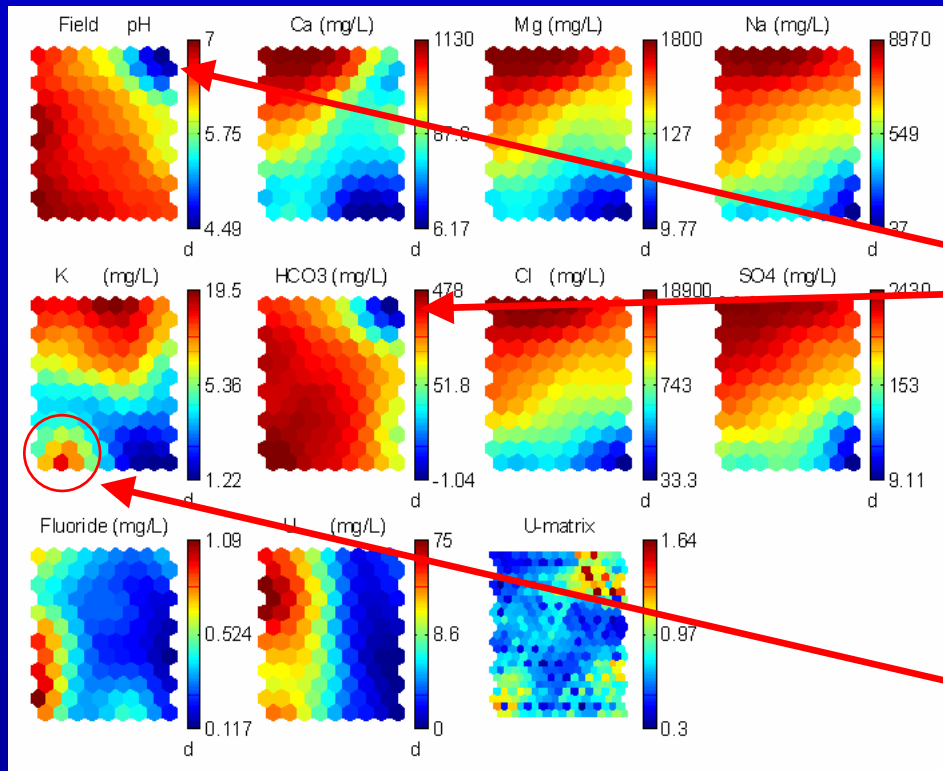 Field pH
7
5.75
4.49
d
Ca (mg/L)
1130
6.17
Mg (mg/L)
1800
127
9.77
Na (mg/L)
8970
549
d
K (mg/L)
19.5
5.36
1.22
d
HCO3 (mg/L)
478
51.8
-1.04
Cl (mg/L)
18900
743
33.3
SO4 (mg/L)
153
9.11
d
Fluoride (mg/L)
1.09
0.524
0.117
d
(mg/L)
75
8.6
0
U-matrix
1.64
0.97
0.3